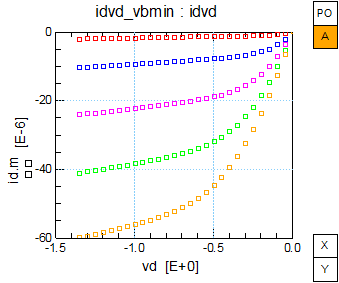 idvd_vbmin : idvd
PO
A
0
-20
-40
-60
id.m [E-6]
-1.5
-1.0
-0.5
0.0
vd [E+0]
X
Y